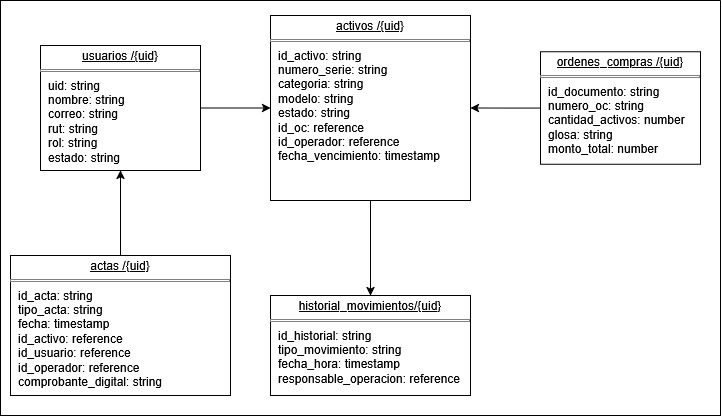 usuarios /{uid}
uid: string
nombre: string
correo: string
rut: string
rol: string
estado: string
activos /{uid}
id_activo: string
numero_serie: string
categoria: string
modelo: string
estado: string
id_oc: reference
id_operador: reference
fecha_vencimiento: timestamp
ordenes_compras /{uid}
id_documento: string
numero_oc: string
cantidad_activos: number
glosa: string
monto_total: number
actas /{uid}
id_acta: string
tipo_acta: string
fecha: timestamp
id_activo: reference
id_usuario: reference
id_operador: reference
comprobante_digital: string
historial_movimientos/{uid}
id_historial: string
tipo_movimiento: string
fecha_hora: timestamp
responsable_operacion: reference